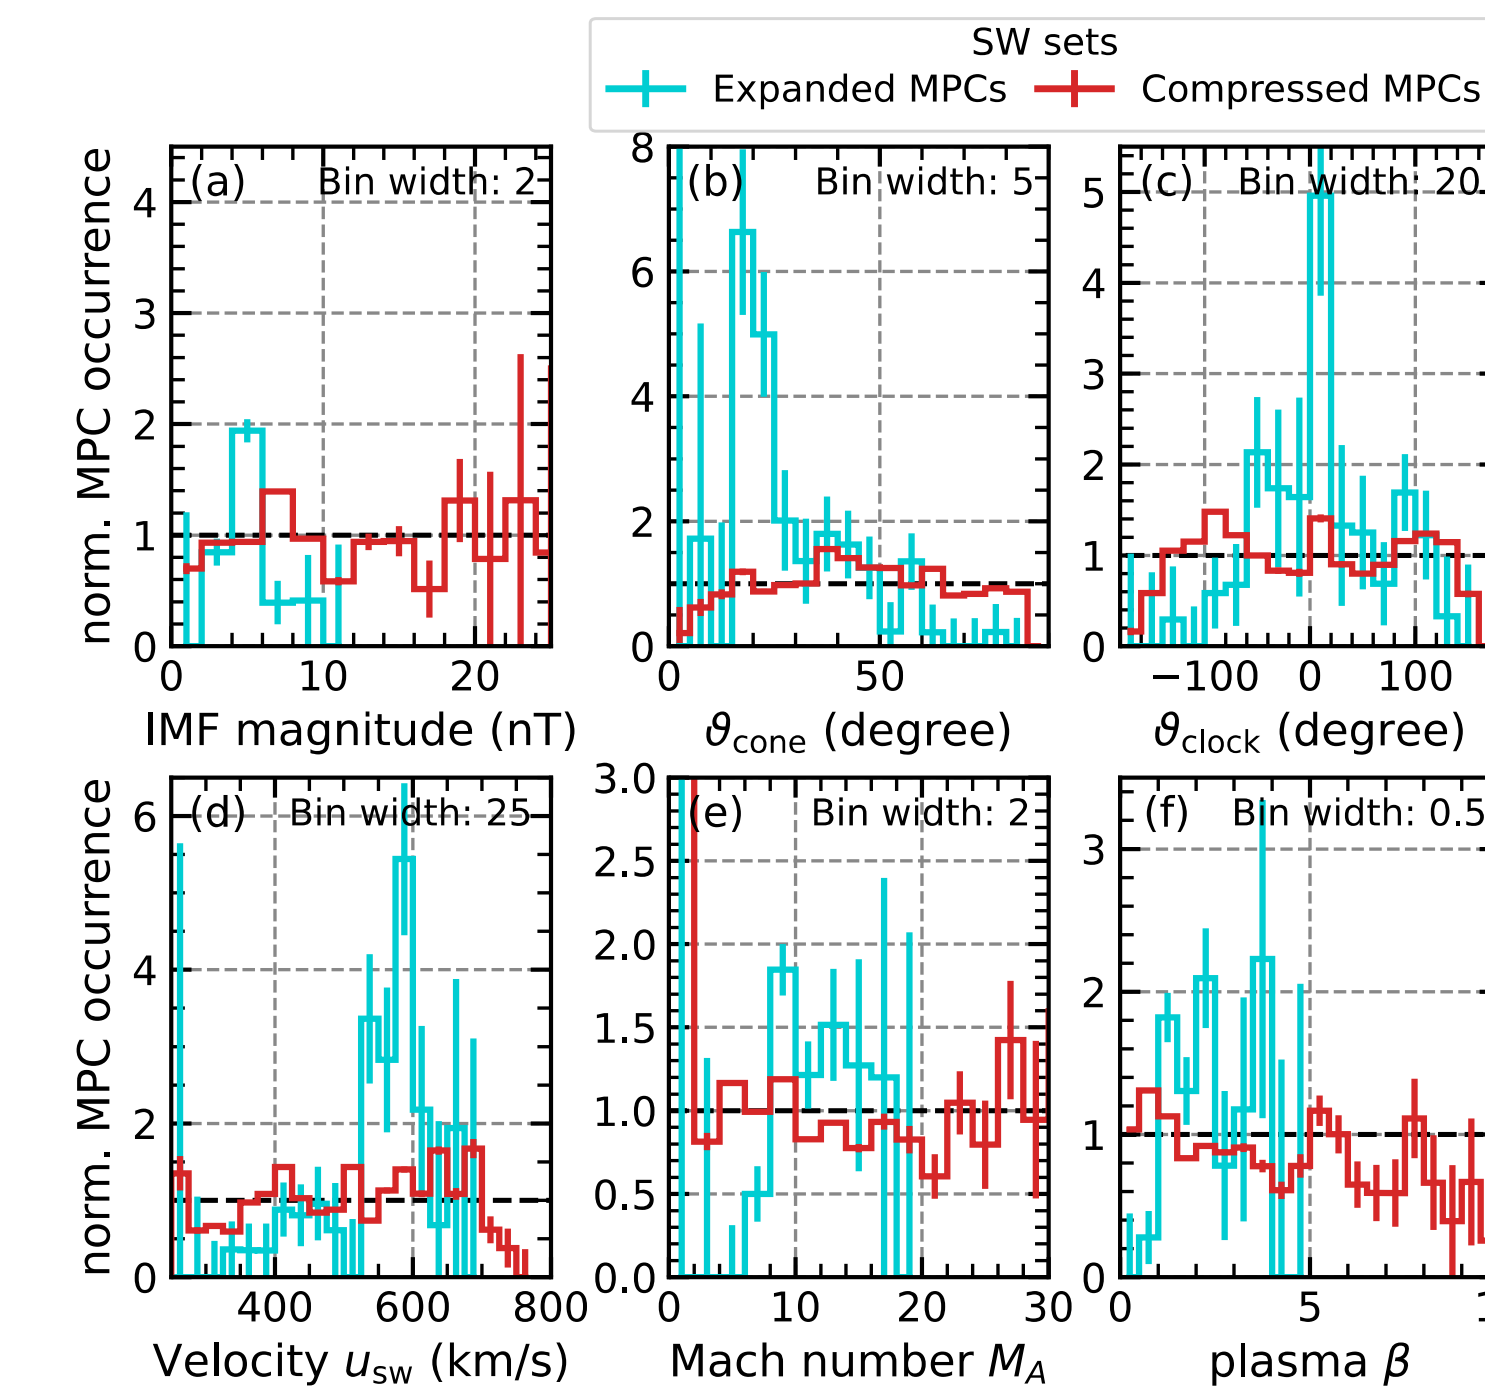 SW sets
Expanded MPCs Compressed MPCs
(a) Bin width: 2
norm. MPC occurrence
4
3
2
1
0
0 10 20
IMF magnitude (nT)
(b) Bin width: 5
8
6
4
2
0
0 50
ϑcone (degree)
(c) Bin width: 20
5
4
3
2
1
0
−100 0 100
ϑclock (degree)
(d) Bin width: 25
norm. MPC occurrence
6
4
2
0
400 600 800
Velocity usw (km/s)
(e) Bin width: 2
3.0
2.5
2.0
1.5
1.0
0.5
0.0
0 10 20 30
Mach number MA
(f) Bin width: 0.5
3
2
1
0
0 5
plasma β